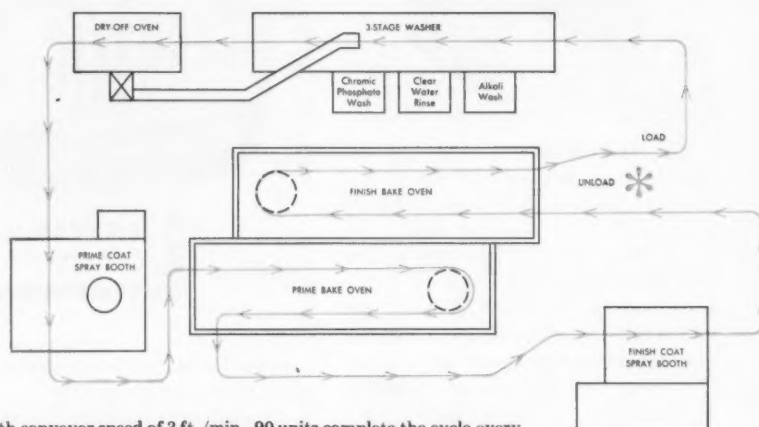 DRY-OFF OVEN
3-STAGE WASHER
Chromic
Phosphate
Wash
Clear
Water
Rinse
Alkali
Wash
LOAD
FINISH BAKE OVEN
UNLOAD
PRIME COAT
SPRAY BOOTH
PRIME BAKE OVEN
FINISH COAT
SPRAY BOOTH
conveyor speed of 3 ft./min., 90 units complete the cycle every